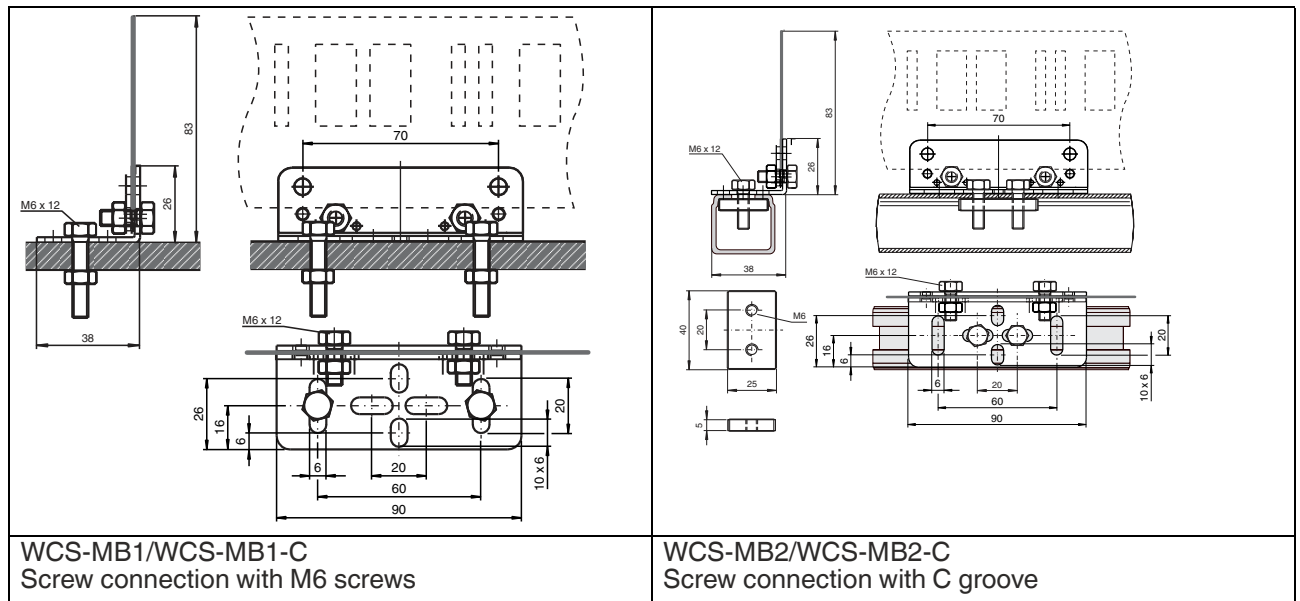 83
70
M6 x 12
26
38
M6 x 12
26
16
6
6
20
60
90
20
10 x 6
WCS-MB1/WCS-MB1-C
Screw connection with M6 screws
83
70
M6 x 12
26
38
M6 x 12
40
20
M6
25
5
26
16
6
6
20
60
90
20
10 x 6
WCS-MB2/WCS-MB2-C
Screw connection with C groove